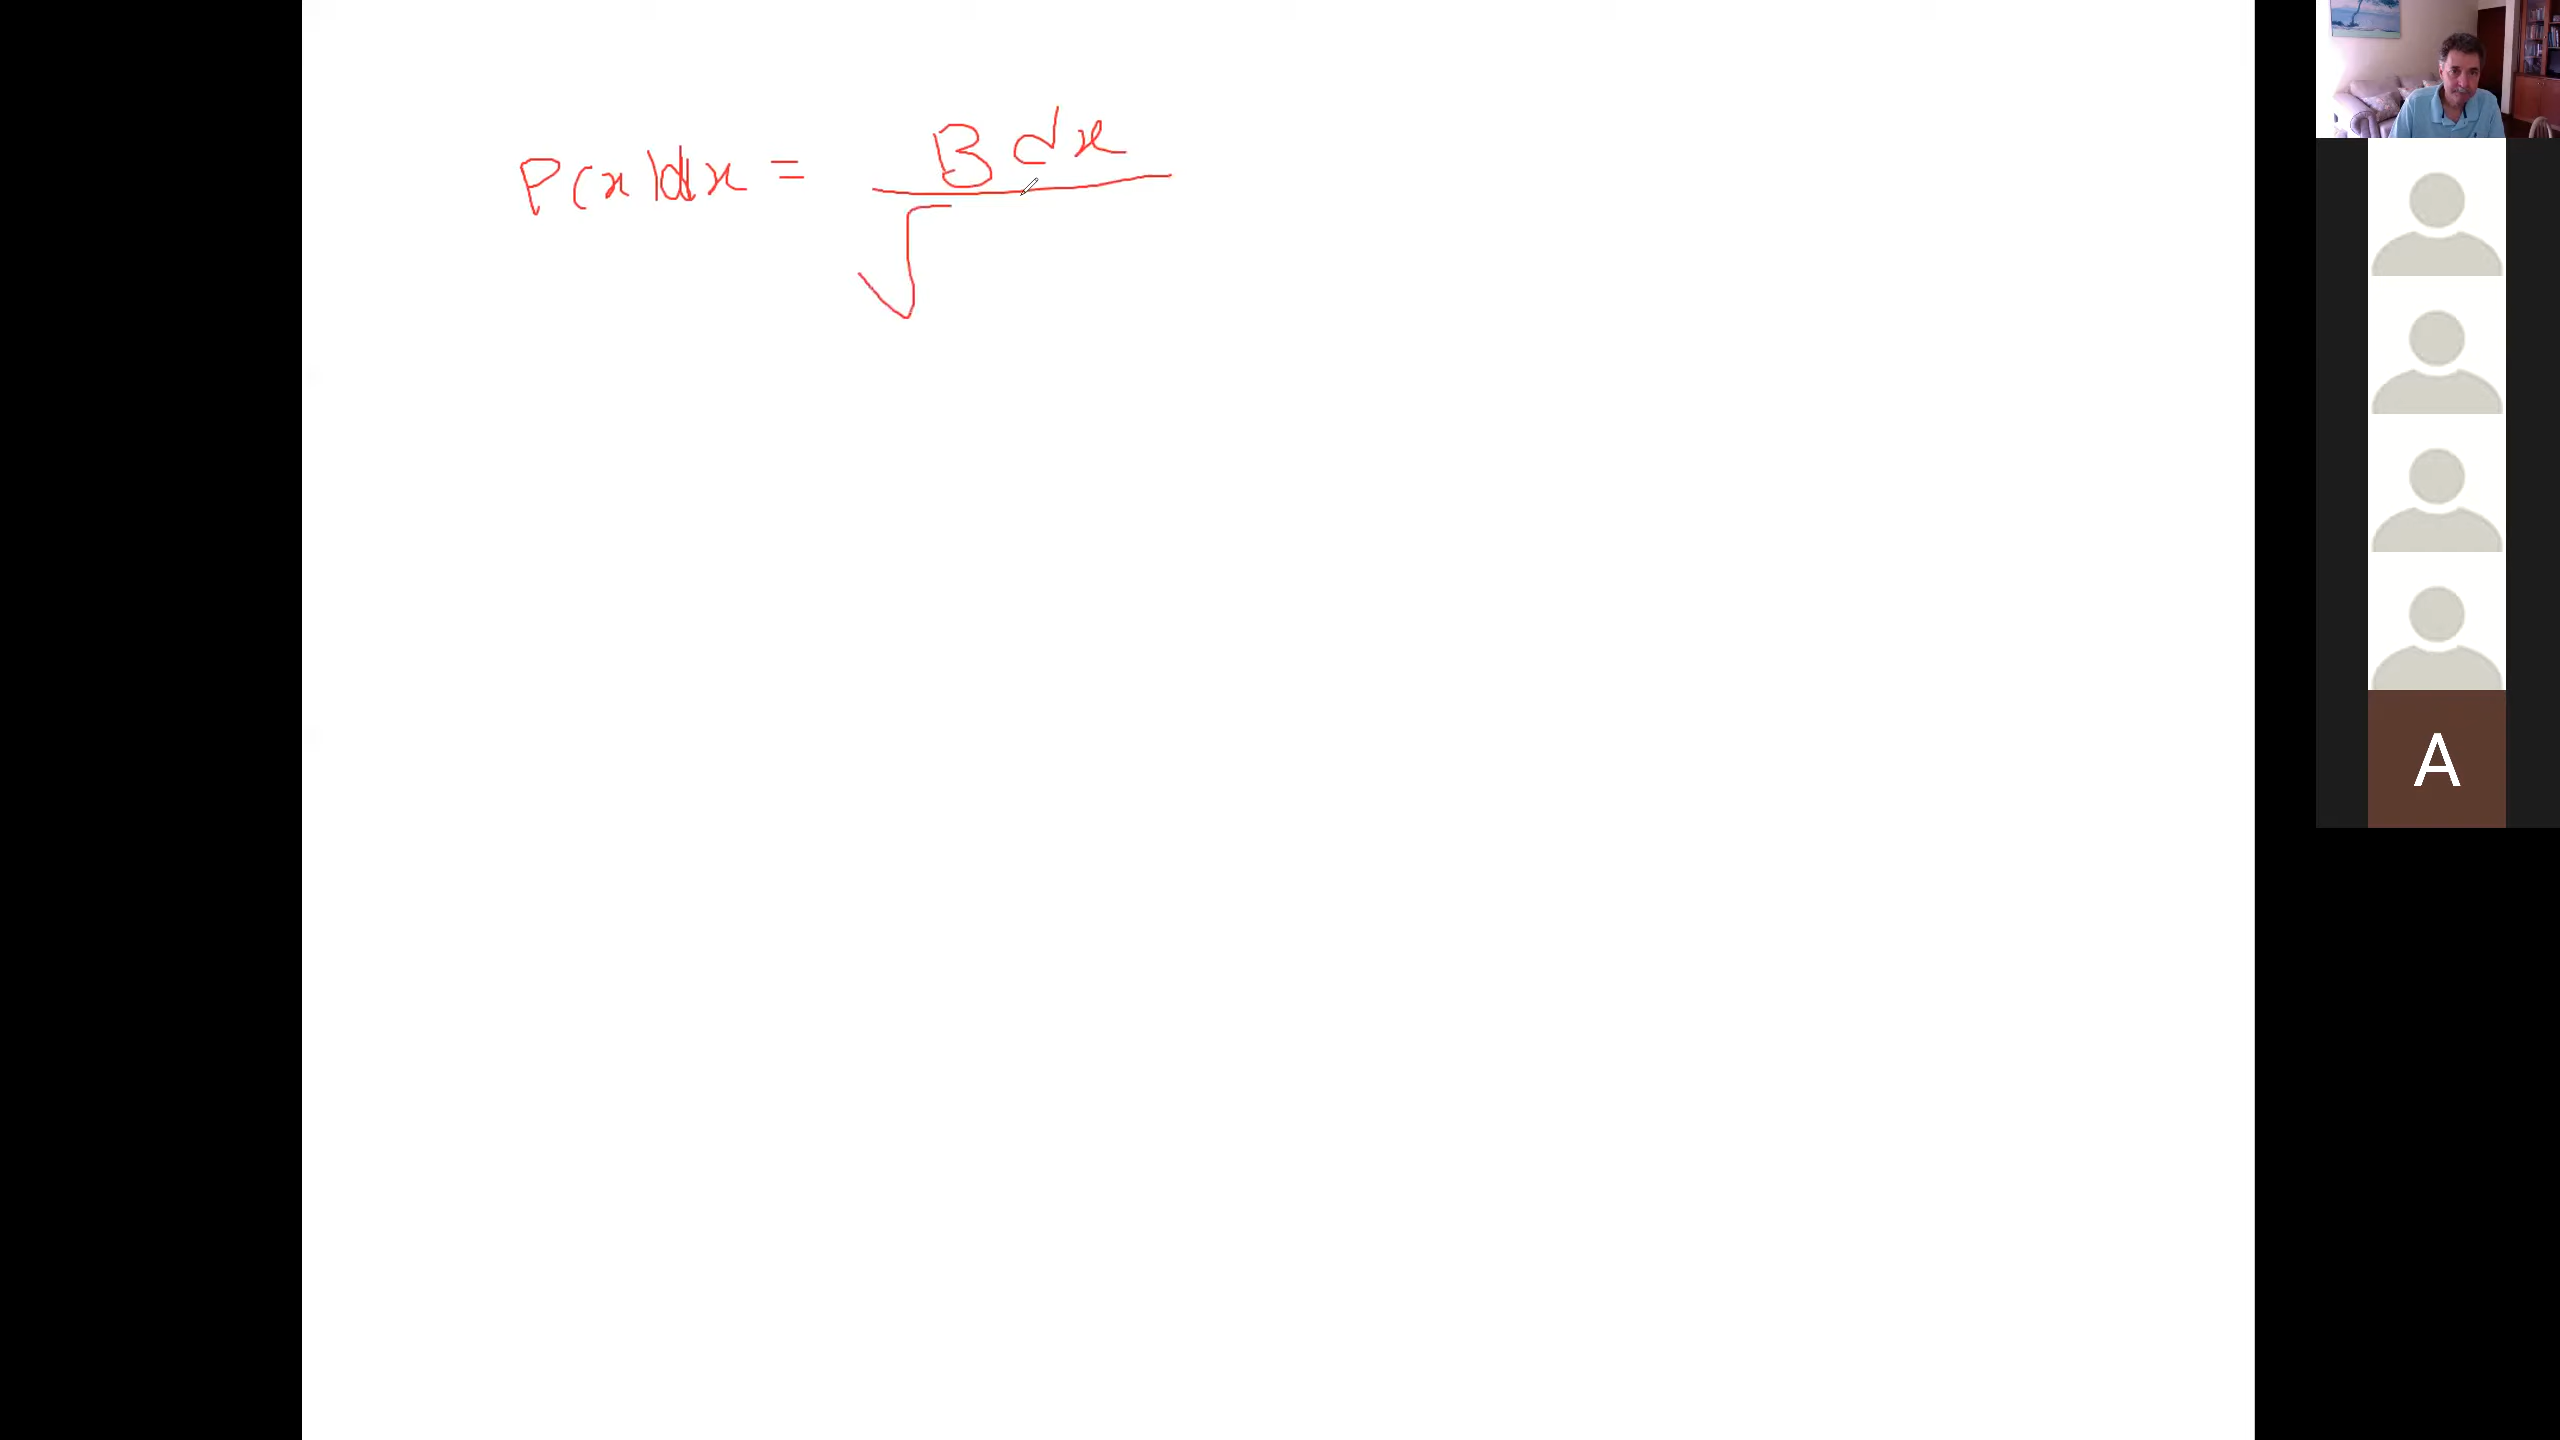 P(x)dx = B dx / √
A